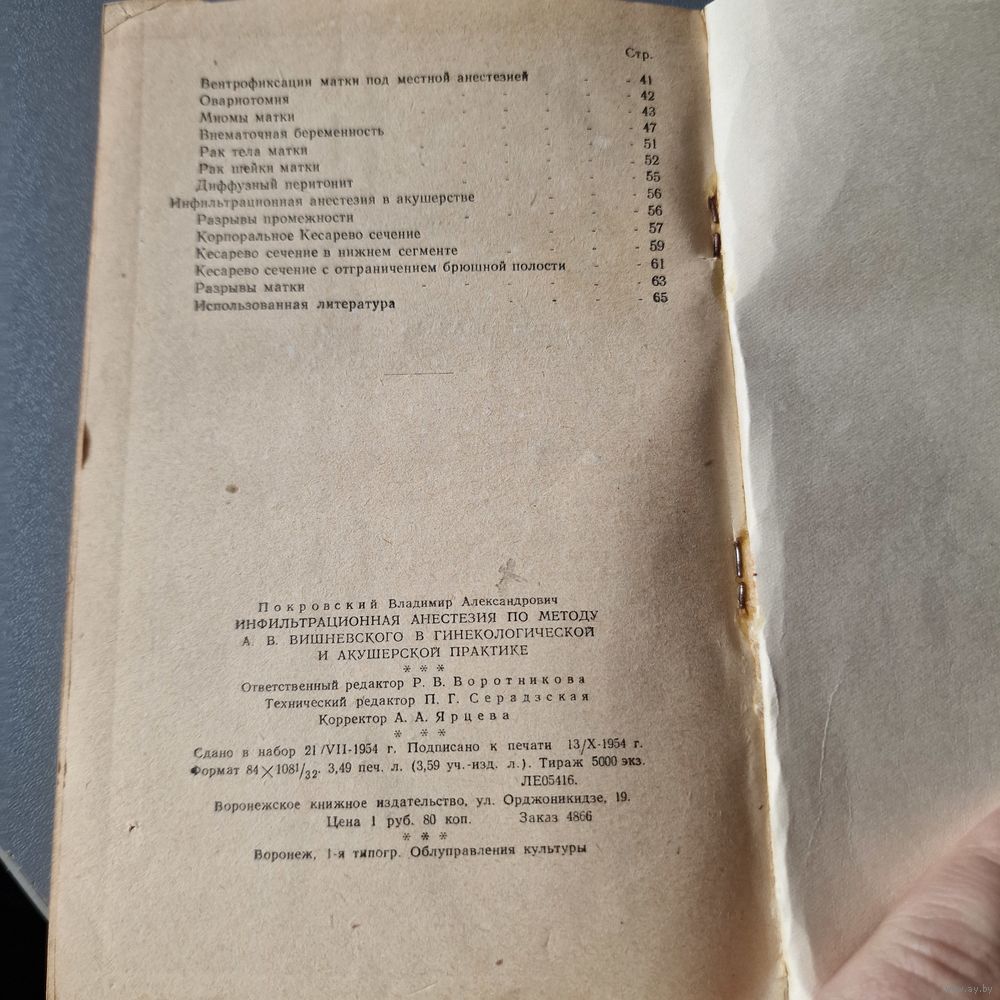 Стр.
Вентрофиксации матки под местной анестезией - - 41
Овариотомия - - - - - - 42
Миомы матки - - - - - - 43
Внематочная беременность - - - - - 47
Рак тела матки - - - - - - 51
Рак шейки матки - - - - - - 52
Диффузный перитонит - - - - - 55
Инфильтрационная анестезия в акушерстве - - - 56
Разрывы промежности - - - - - 56
Корпоральное Кесарево сечение - - - - 57
Кесарево сечение в нижнем сегменте - - - 59
Кесарево сечение с отграничением брюшной полости - - 61
Разрывы матки - - - - - - 63
Использованная литература - - - - 65
Покровский Владимир Александрович
ИНФИЛЬТРАЦИОННАЯ АНЕСТЕЗИЯ ПО МЕТОДУ
А. В. ВИШНЕВСКОГО В ГИНЕКОЛОГИЧЕСКОЙ
И АКУШЕРСКОЙ ПРАКТИКЕ
* * *
Ответственный редактор Р. В. Воротникова
Технический редактор П. Г. Серадзская
Корректор А. А. Ярцева
* * *
Сдано в набор 21/VII-1954 г. Подписано к печати 13/X-1954 г.
Формат 84×1081/32. 3,49 печ. л. (3,59 уч.-изд. л.). Тираж 5000 экз.
ЛЕ05416.
Воронежское книжное издательство, ул. Орджоникидзе, 19.
Цена 1 руб. 80 коп. Заказ 4866
* * *
Воронеж, 1-я типогр. Облуправления культуры
www.ay.by